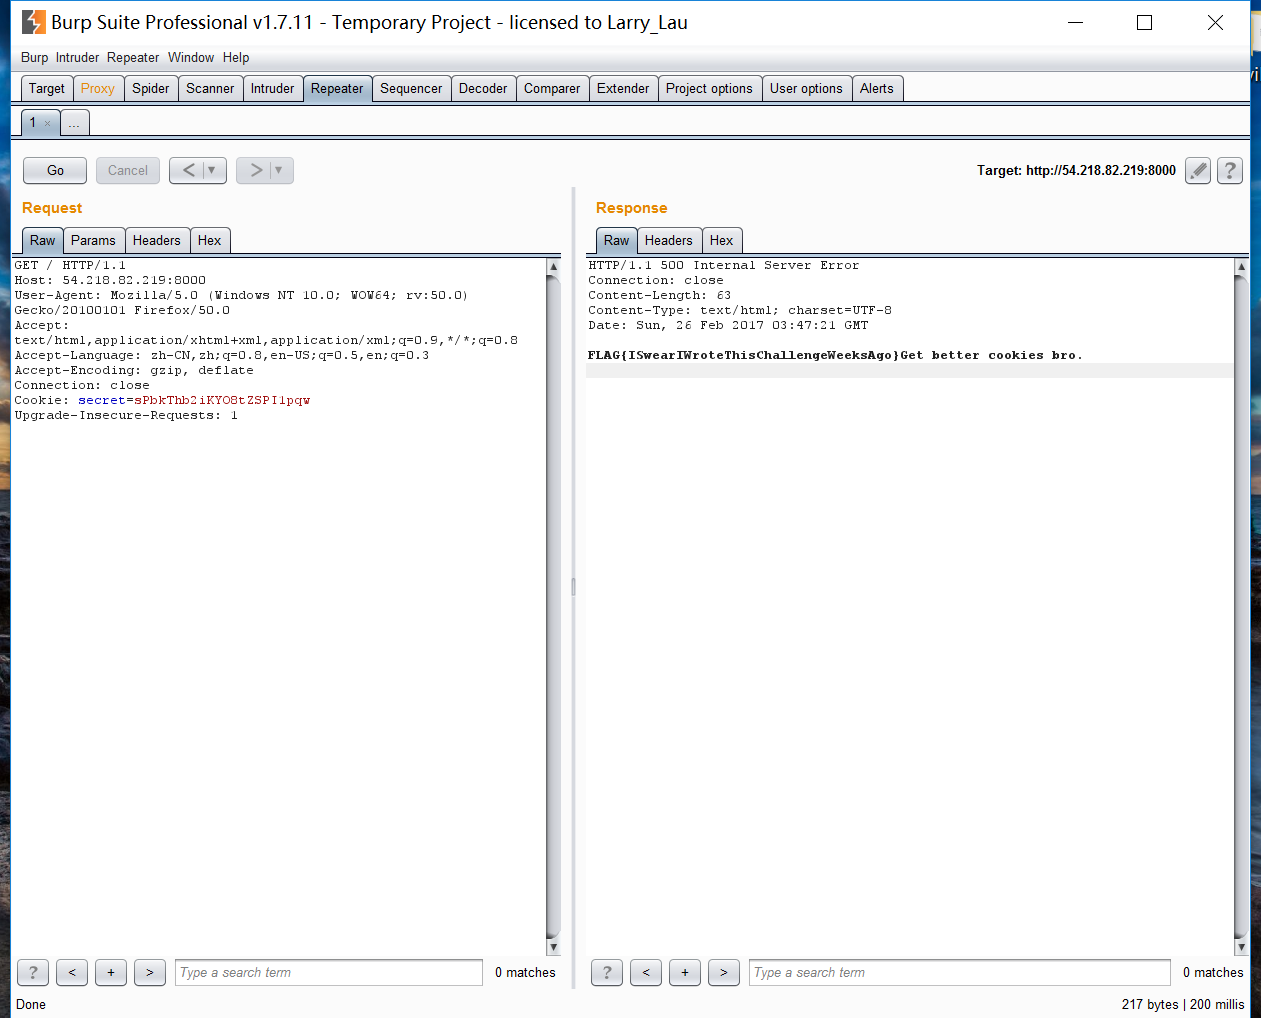 Burp Suite Professional v1.7.11 - Temporary Project - licensed to Larry_Lau
Burp Intruder Repeater Window Help
Target Proxy Spider Scanner Intruder Repeater Sequencer Decoder Comparer Extender Project options User options Alerts
1 × ...
Go Cancel < > Target: http://54.218.82.219:8000 ?
Request
Raw Params Headers Hex
GET / HTTP/1.1
Host: 54.218.82.219:8000
User-Agent: Mozilla/5.0 (Windows NT 10.0; WOW64; rv:50.0)
Gecko/20100101 Firefox/50.0
Accept:
text/html,application/xhtml+xml,application/xml;q=0.9,*/*;q=0.8
Accept-Language: zh-CN,zh;q=0.8,en-US;q=0.5,en;q=0.3
Accept-Encoding: gzip, deflate
Connection: close
Cookie: secret=sPbkThb2iKYO8tZSPI1pqw
Upgrade-Insecure-Requests: 1
Response
Raw Headers Hex
HTTP/1.1 500 Internal Server Error
Connection: close
Content-Length: 63
Content-Type: text/html; charset=UTF-8
Date: Sun, 26 Feb 2017 03:47:21 GMT
FLAG{ISwearIWroteThisChallengeWeeksAgo}Get better cookies bro.
? < + > Type a search term 0 matches
? < + > Type a search term 0 matches
Done
217 bytes | 200 millis